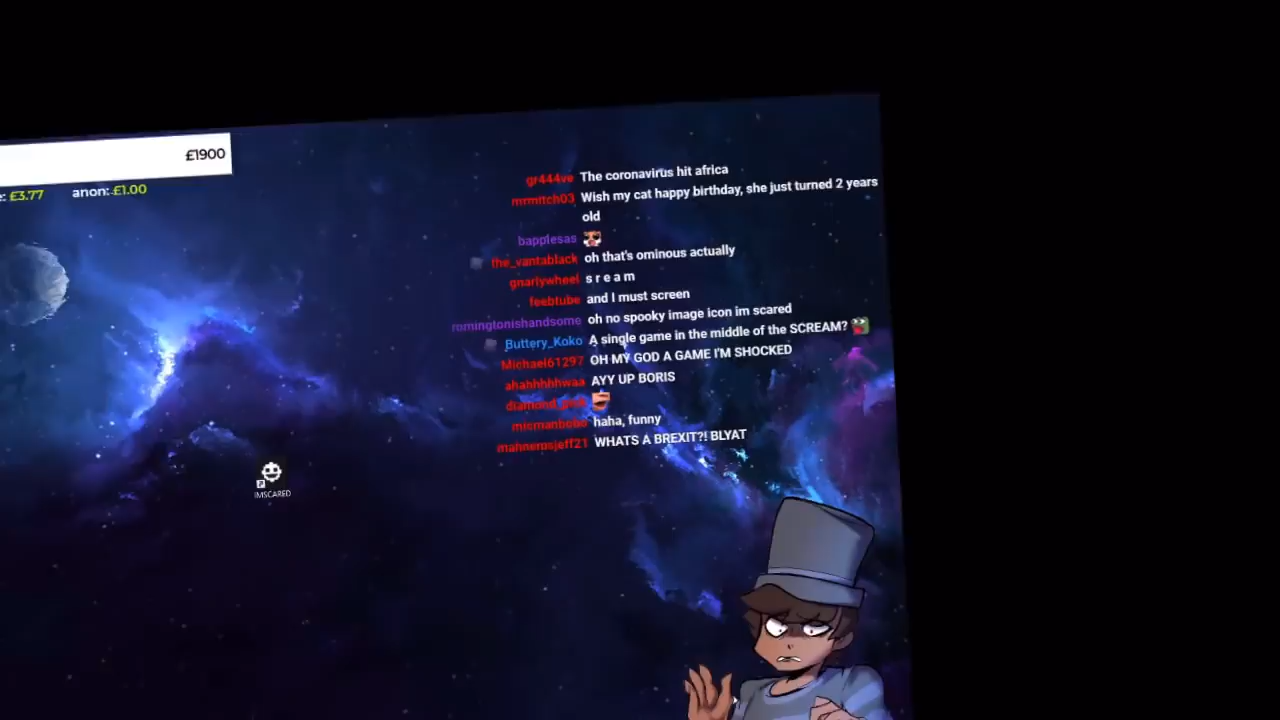 £1900
e: £3.77 anon: £1.00
gr444ve The coronavirus hit africa
mrmitch03 Wish my cat happy birthday, she just turned 2 years
old
bapplesas
the_vantablack oh that's ominous actually
gnarlywheel s r e a m
feebtube and I must screen
romingtonishandsome oh no spooky image icon im scared
Buttery_Koko A single game in the middle of the SCREAM?
Michael61297 OH MY GOD A GAME I'M SHOCKED
ahahhhhwaa AYY UP BORIS
micmanbobo haha, funny
mahnemsjeff21 WHATS A BREXIT?! BLYAT
IMSCARED